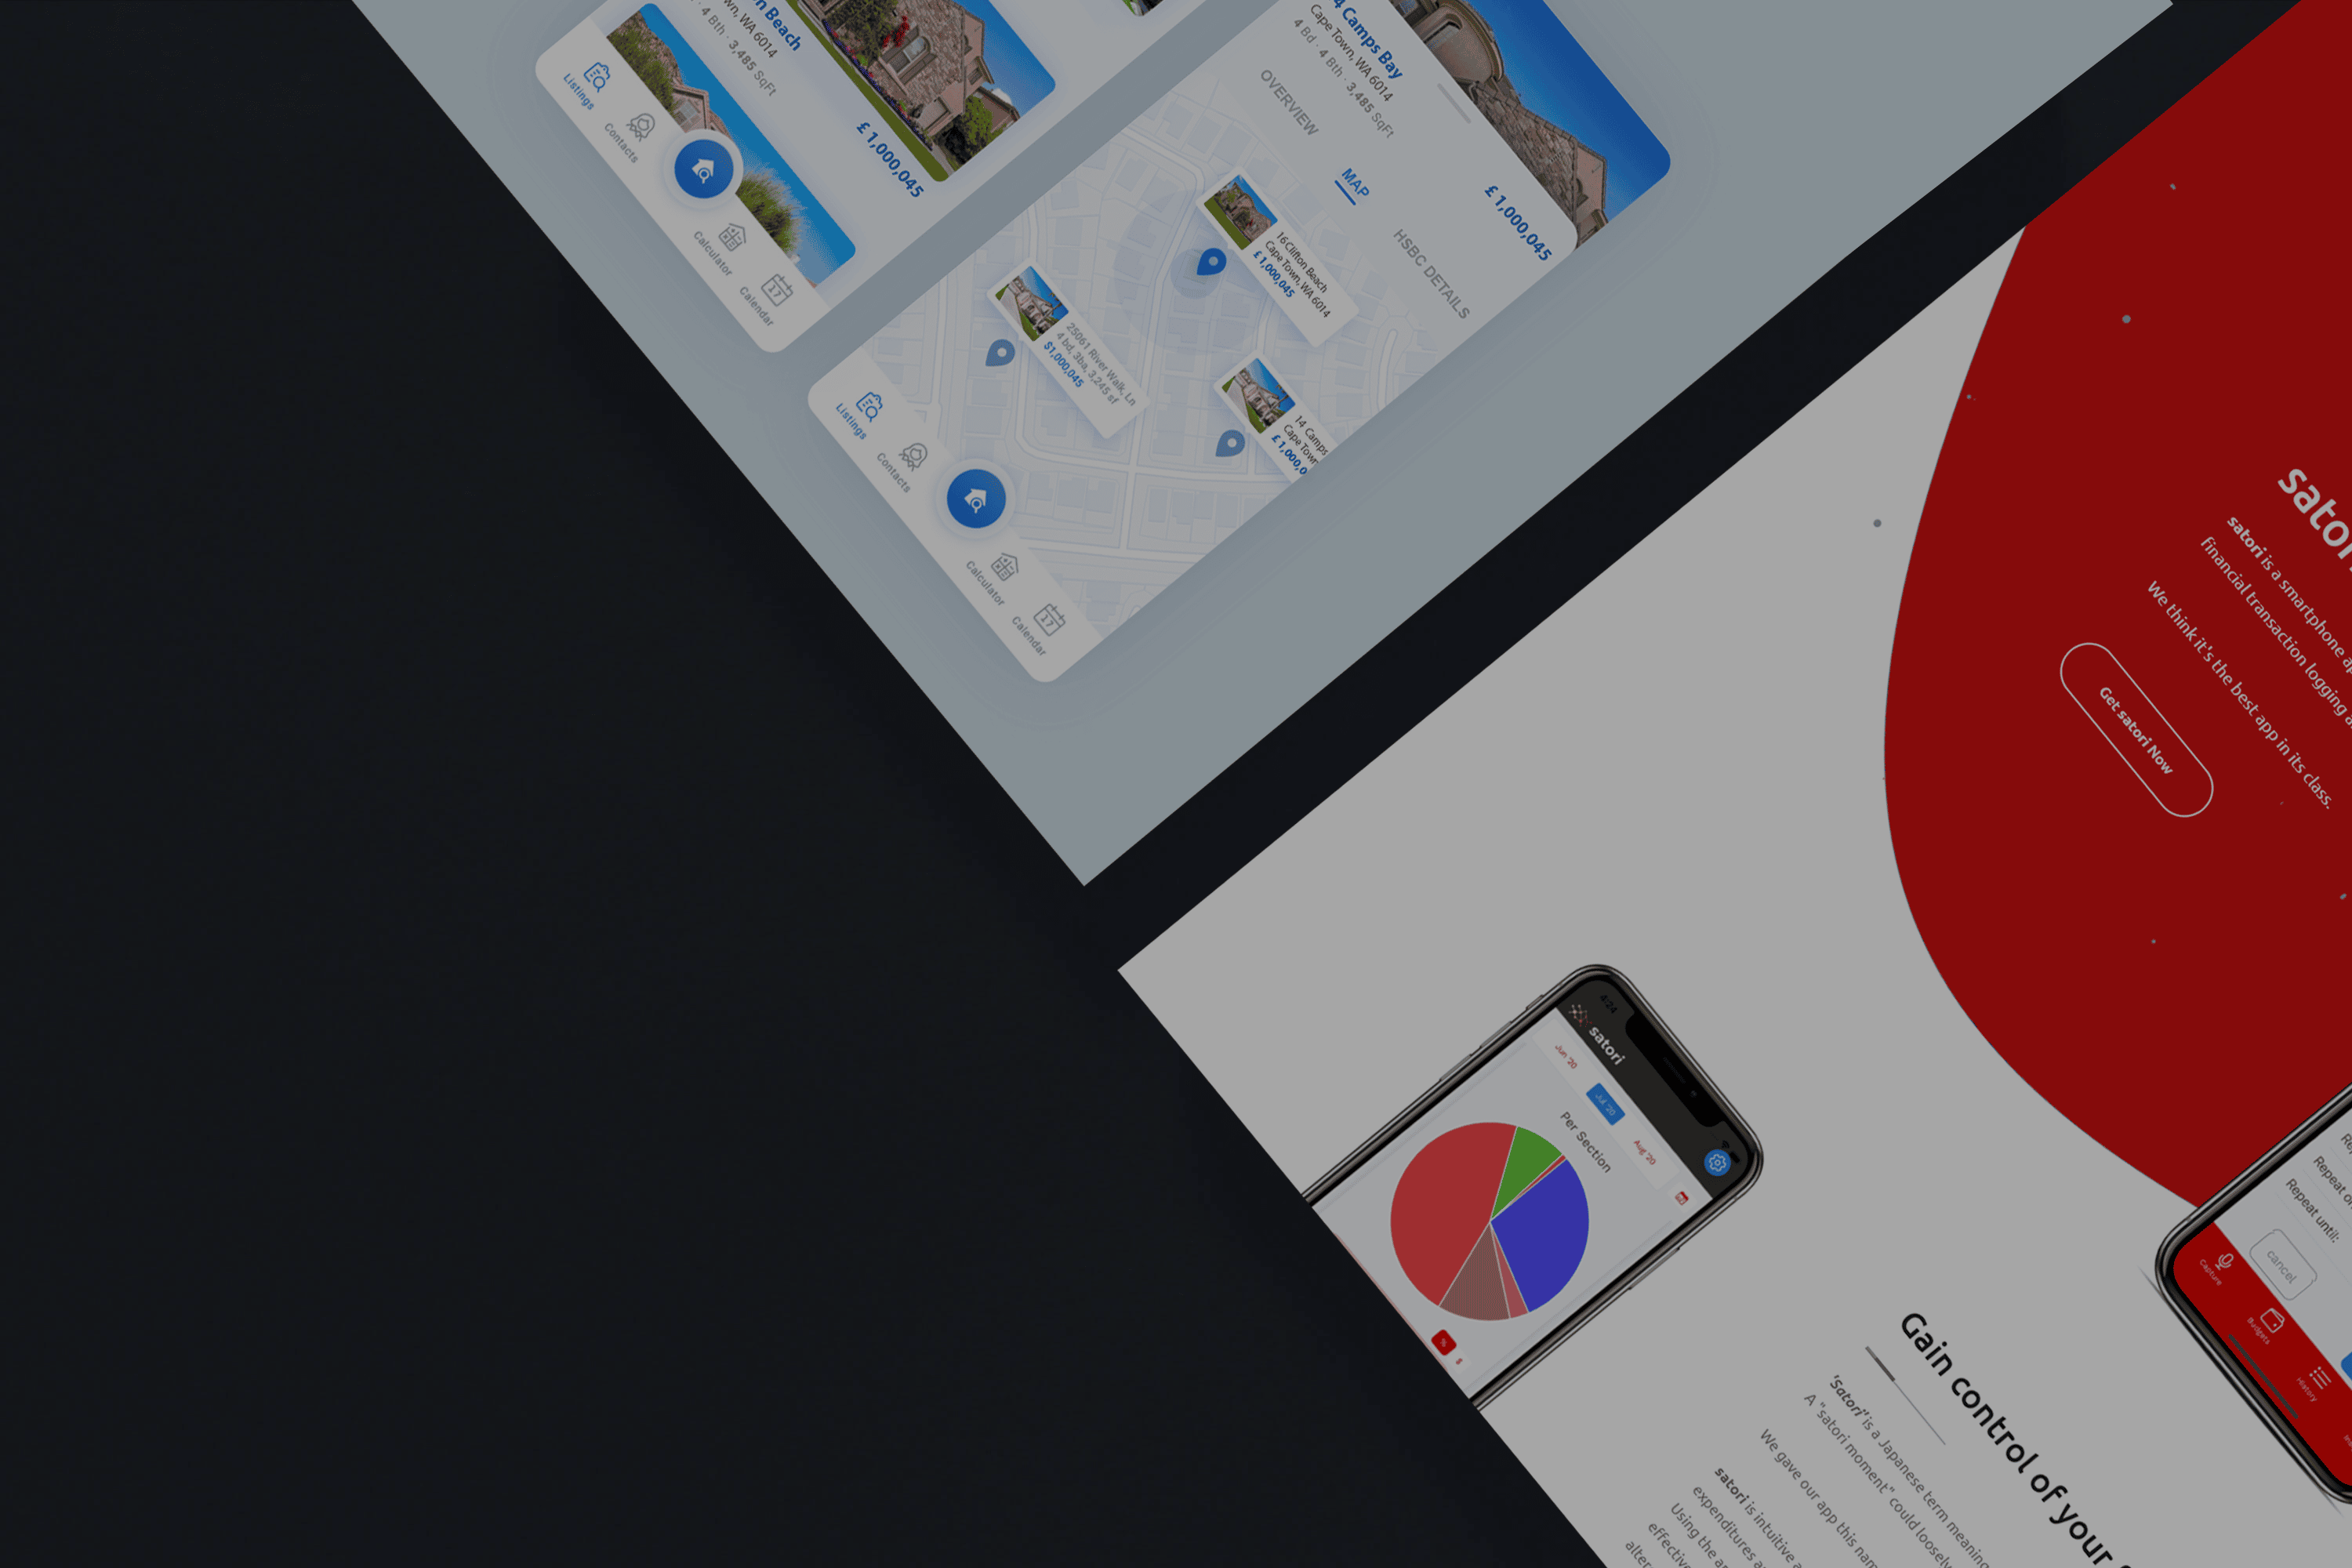 n Beach
wn, WA 6014
· 4 Bth · 3,485 SqFt
£ 1,000,045
Listings
Contacts
Calculator
17
Calendar
4 Camps Bay
Cape Town, WA 6014
4 Bd · 4 Bth · 3,485 SqFt
£ 1,000,045
OVERVIEW
MAP
HSBC DETAILS
16 Clifton Beach
Cape Town, WA 6014
£ 1,000,045
25061 River Walk, Ln
4 bd, 3ba, 3,245 sf
$1,000,045
14 Camps
Cape Town
£ 1,000,0
Listings
Contacts
Calculator
17
Calendar
satori
satori is a smartphone
financial transaction logging
We think it's the best app in its class.
Get satori Now
4:24
satori
Jun '20
Jul '20
Aug '20
Per Section
%
Repeat
Repeat until:
cancel
Capture
Budgets
History
Gain control of your
'Satori' is a Japanese term meaning
A "satori moment" could loosely
We gave our app this
satori is intuitive
expenditures
Using the